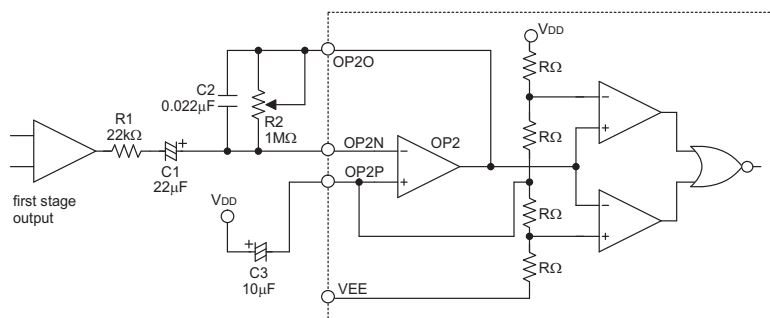 VDD
OP2O
RΩ
C2
0.022µF
R2
1MΩ
R1
22kΩ
RΩ
OP2N
OP2
C1
22µF
OP2P
first stage
output
VDD
RΩ
C3
10µF
VEE
RΩ